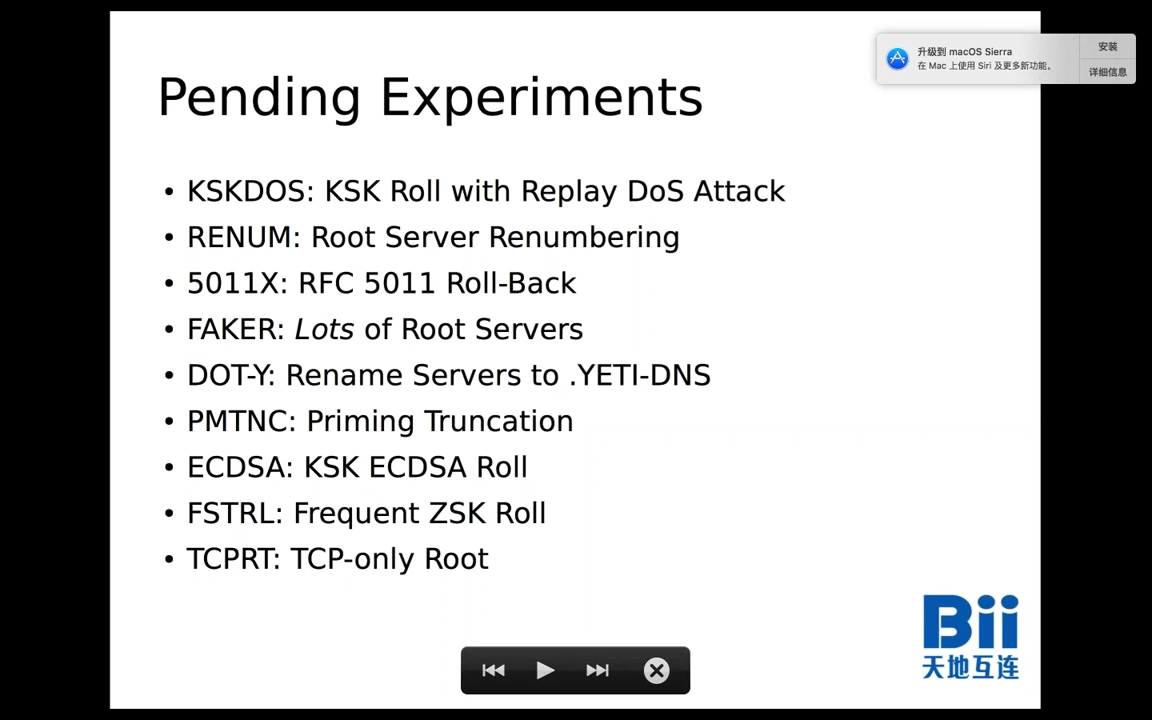 升级到 macOS Sierra
在 Mac 上使用 Siri 及更多新功能。
安装
详细信息
Pending Experiments
• KSKDOS: KSK Roll with Replay DoS Attack
• RENUM: Root Server Renumbering
• 5011X: RFC 5011 Roll-Back
• FAKER: Lots of Root Servers
• DOT-Y: Rename Servers to .YETI-DNS
• PMTNC: Priming Truncation
• ECDSA: KSK ECDSA Roll
• FSTRL: Frequent ZSK Roll
• TCPRT: TCP-only Root
Bii
天地互连